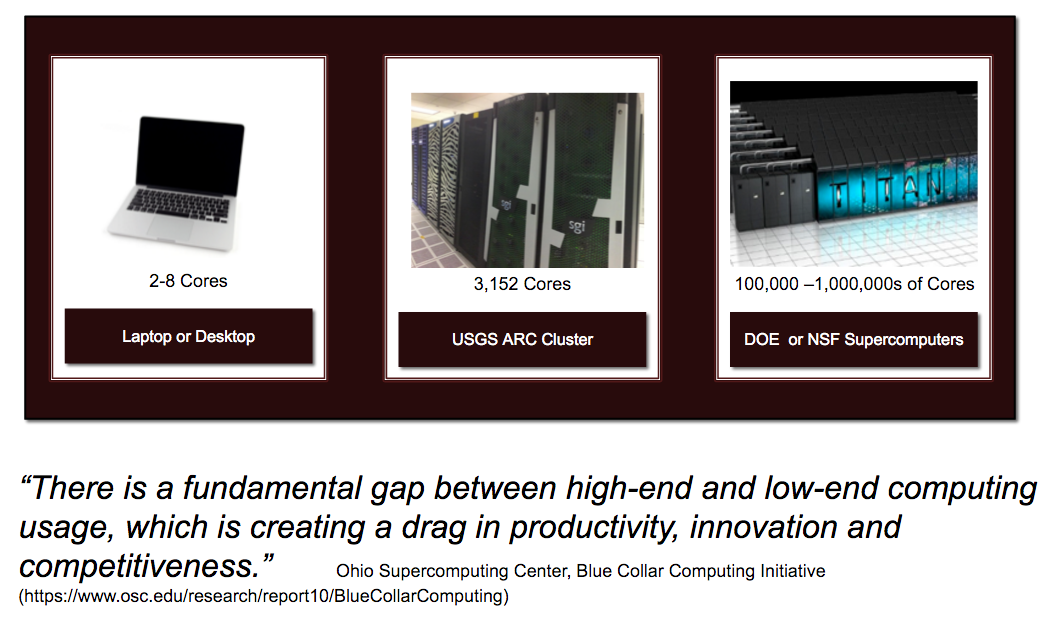 sgi
sgi
TITAN
2-8 Cores
3,152 Cores
100,000 –1,000,000s of Cores
Laptop or Desktop
USGS ARC Cluster
DOE  or NSF Supercomputers
“There is a fundamental gap between high-end and low-end computing
usage, which is creating a drag in productivity, innovation and
competitiveness.” Ohio Supercomputing Center, Blue Collar Computing Initiative
(https://www.osc.edu/research/report10/BlueCollarComputing)